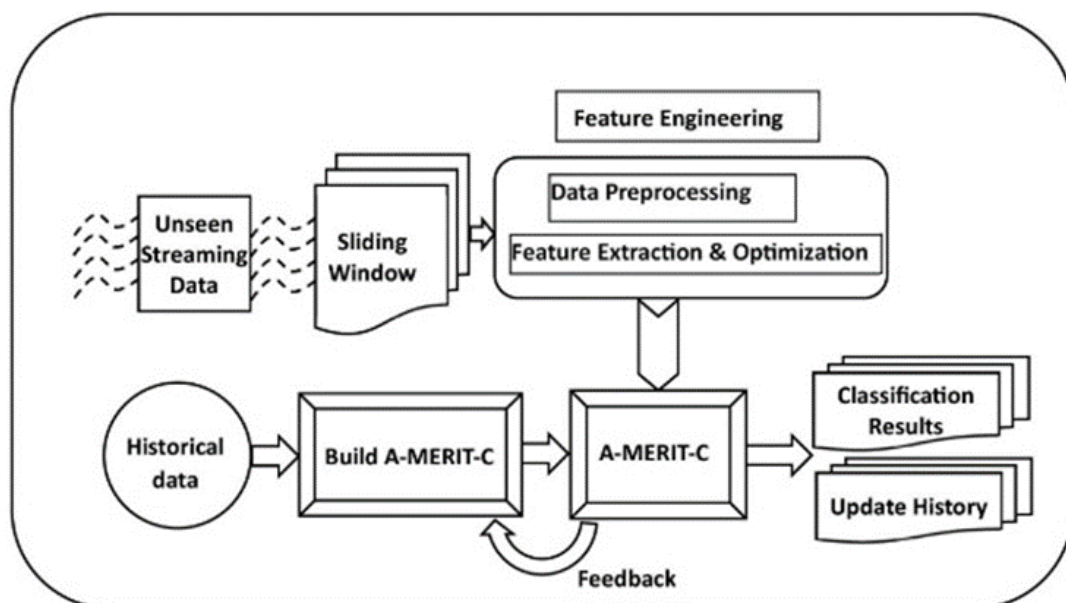 Feature Engineering
Data Preprocessing
Feature Extraction & Optimization
Unseen
Streaming
Data
Sliding
Window
Historical
data
Build A-MERIT-C
A-MERIT-C
Classification
Results
Update History
Feedback